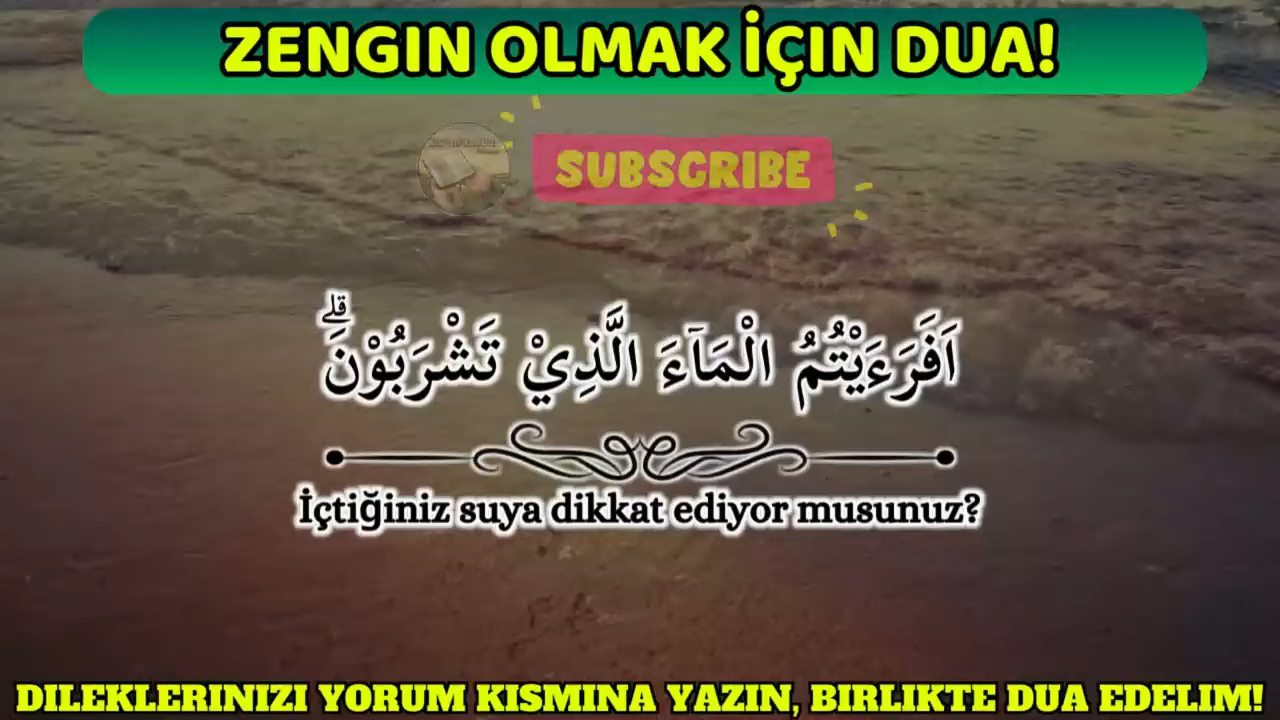 ZENGIN OLMAK İÇIN DUA!
SUBSCRIBE
اَفَرَءَيْتُمُ الْمَآءَ الَّذِيْ تَشْرَبُوْنَۗ
İçtiğiniz suya dikkat ediyor musunuz?
DILEKLERINIZI YORUM KISMINA YAZIN, BIRLIKTE DUA EDELIM!